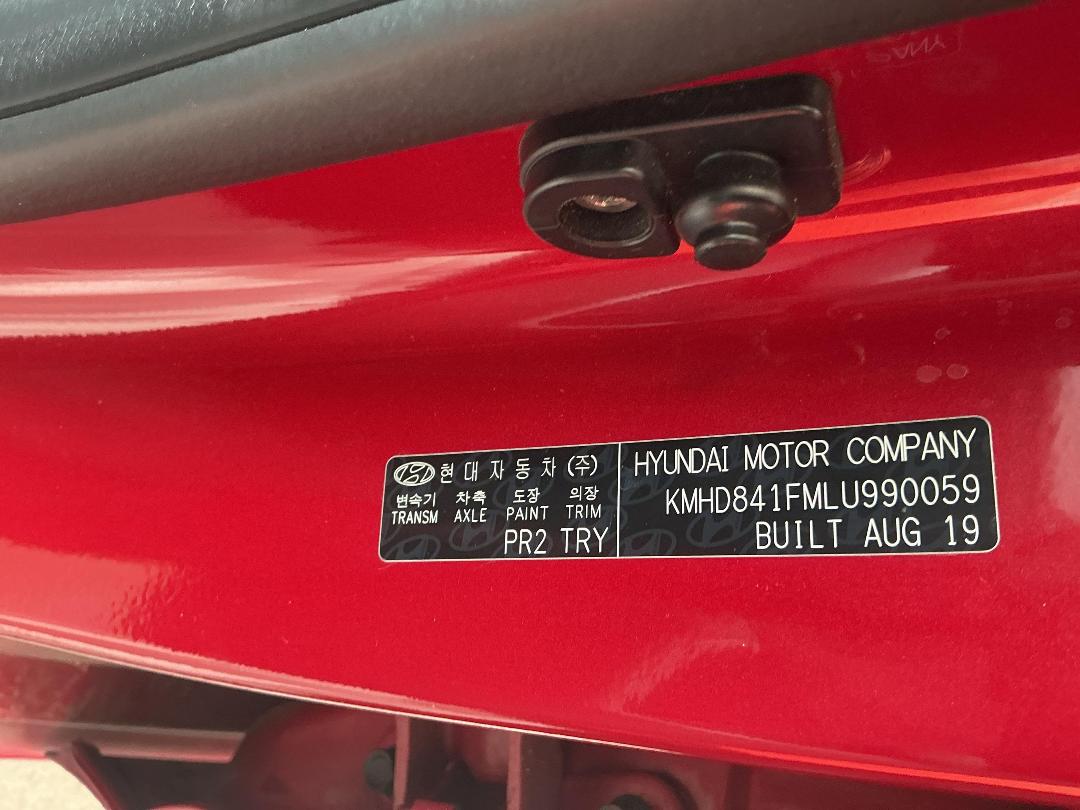 현대자동차(주)
변속기 차축 도장 의장
TRANSM AXLE PAINT TRIM
PR2 TRY
HYUNDAI MOTOR COMPANY
KMHD841FMLU990059
BUILT AUG 19